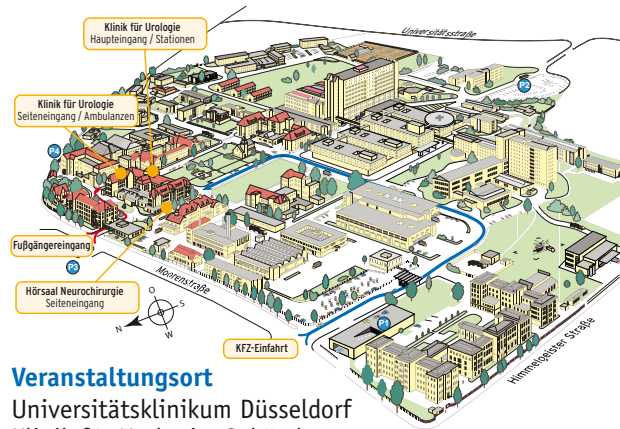 Klinik für Urologie
Haupteingang / Stationen
Universitätsstraße
P2
Klinik für Urologie
Seiteneingang / Ambulanzen
P4
Fußgängereingang
P3
Moorenstraße
Hörsaal Neurochirurgie
Seiteneingang
O
S
N
W
KFZ-Einfahrt
P1
Himmelgeister Straße
Veranstaltungsort
Universitätsklinikum Düsseldorf